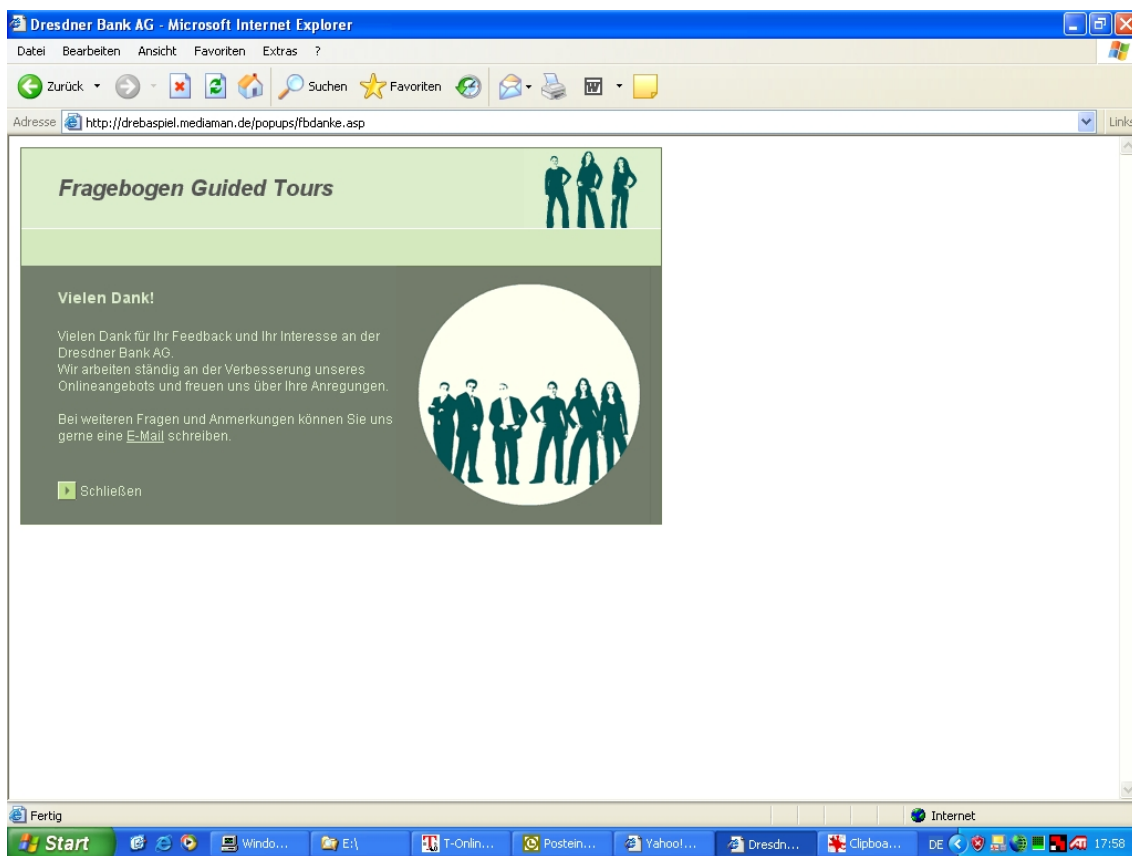 Dresdner Bank AG - Microsoft Internet Explorer
Datei Bearbeiten Ansicht Favoriten Extras ?
Zurück Suchen Favoriten
Adresse http://drebaspiel.mediaman.de/popups/fbdanke.asp Links
Fragebogen Guided Tours
Vielen Dank!
Vielen Dank für Ihr Feedback und Ihr Interesse an der
Dresdner Bank AG.
Wir arbeiten ständig an der Verbesserung unseres
Onlineangebots und freuen uns über Ihre Anregungen.
Bei weiteren Fragen und Anmerkungen können Sie uns
gerne eine E-Mail schreiben.
Schließen
Fertig Internet
Start Windo... E:\ T-Onlin... Postein... Yahoo!... Dresdn... Clipboa... DE ATI 17:58